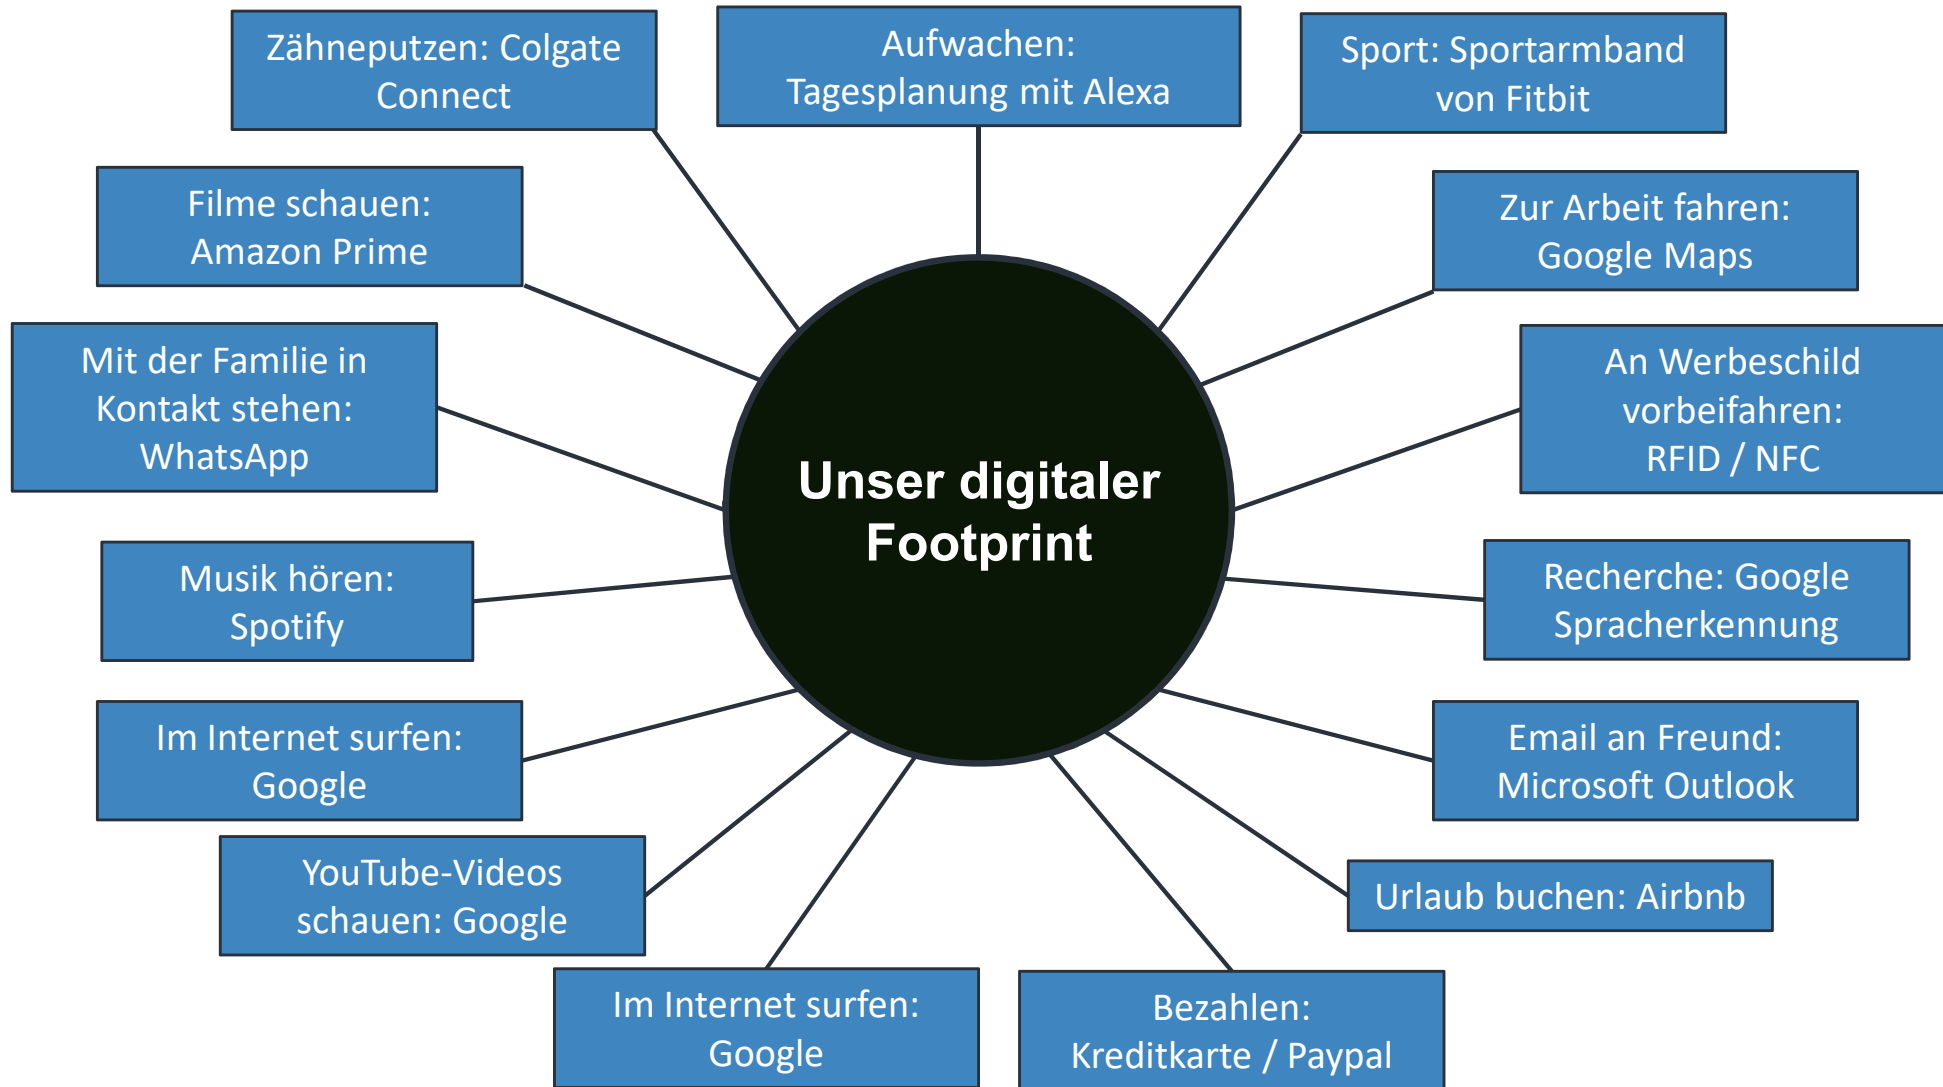 Zähneputzen: Colgate
Connect
Aufwachen:
Tagesplanung mit Alexa
Sport: Sportarmband
von Fitbit
Filme schauen:
Amazon Prime
Zur Arbeit fahren:
Google Maps
Mit der Familie in
Kontakt stehen:
WhatsApp
An Werbeschild
vorbeifahren:
RFID / NFC
Unser digitaler
Footprint
Musik hören:
Spotify
Recherche: Google
Spracherkennung
Im Internet surfen:
Google
Email an Freund:
Microsoft Outlook
YouTube-Videos
schauen: Google
Urlaub buchen: Airbnb
Im Internet surfen:
Google
Bezahlen:
Kreditkarte / Paypal